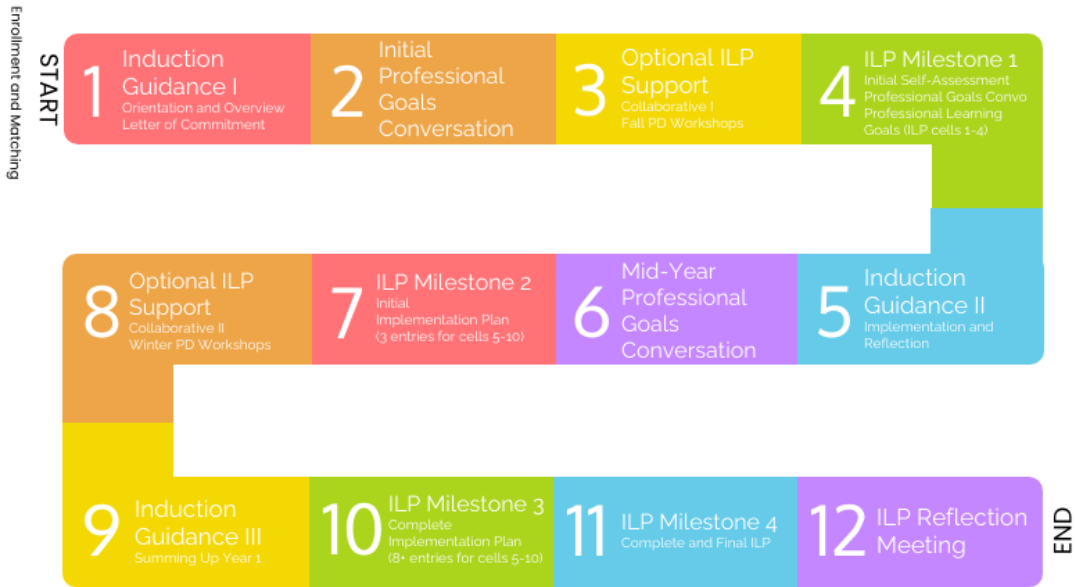 Enrollment and Matching
START
1
Induction
Guidance I
Orientation and Overview
Letter of Commitment
2
Initial
Professional
Goals
Conversation
3
Optional ILP
Support
Collaborative I
Fall PD Workshops
4
ILP Milestone 1
Initial Self-Assessment
Professional Goals Convo
Professional Learning
Goals (ILP cells 1-4)
5
Induction
Guidance II
Implementation and
Reflection
6
Mid-Year
Professional
Goals
Conversation
7
ILP Milestone 2
Initial
Implementation Plan
(3 entries for cells 5-10)
8
Optional ILP
Support
Collaborative II
Winter PD Workshops
9
Induction
Guidance III
Summing Up Year 1
10
ILP Milestone 3
Complete
Implementation Plan
(8+ entries for cells 5-10)
11
ILP Milestone 4
Complete and Final ILP
12
ILP Reflection
Meeting
END